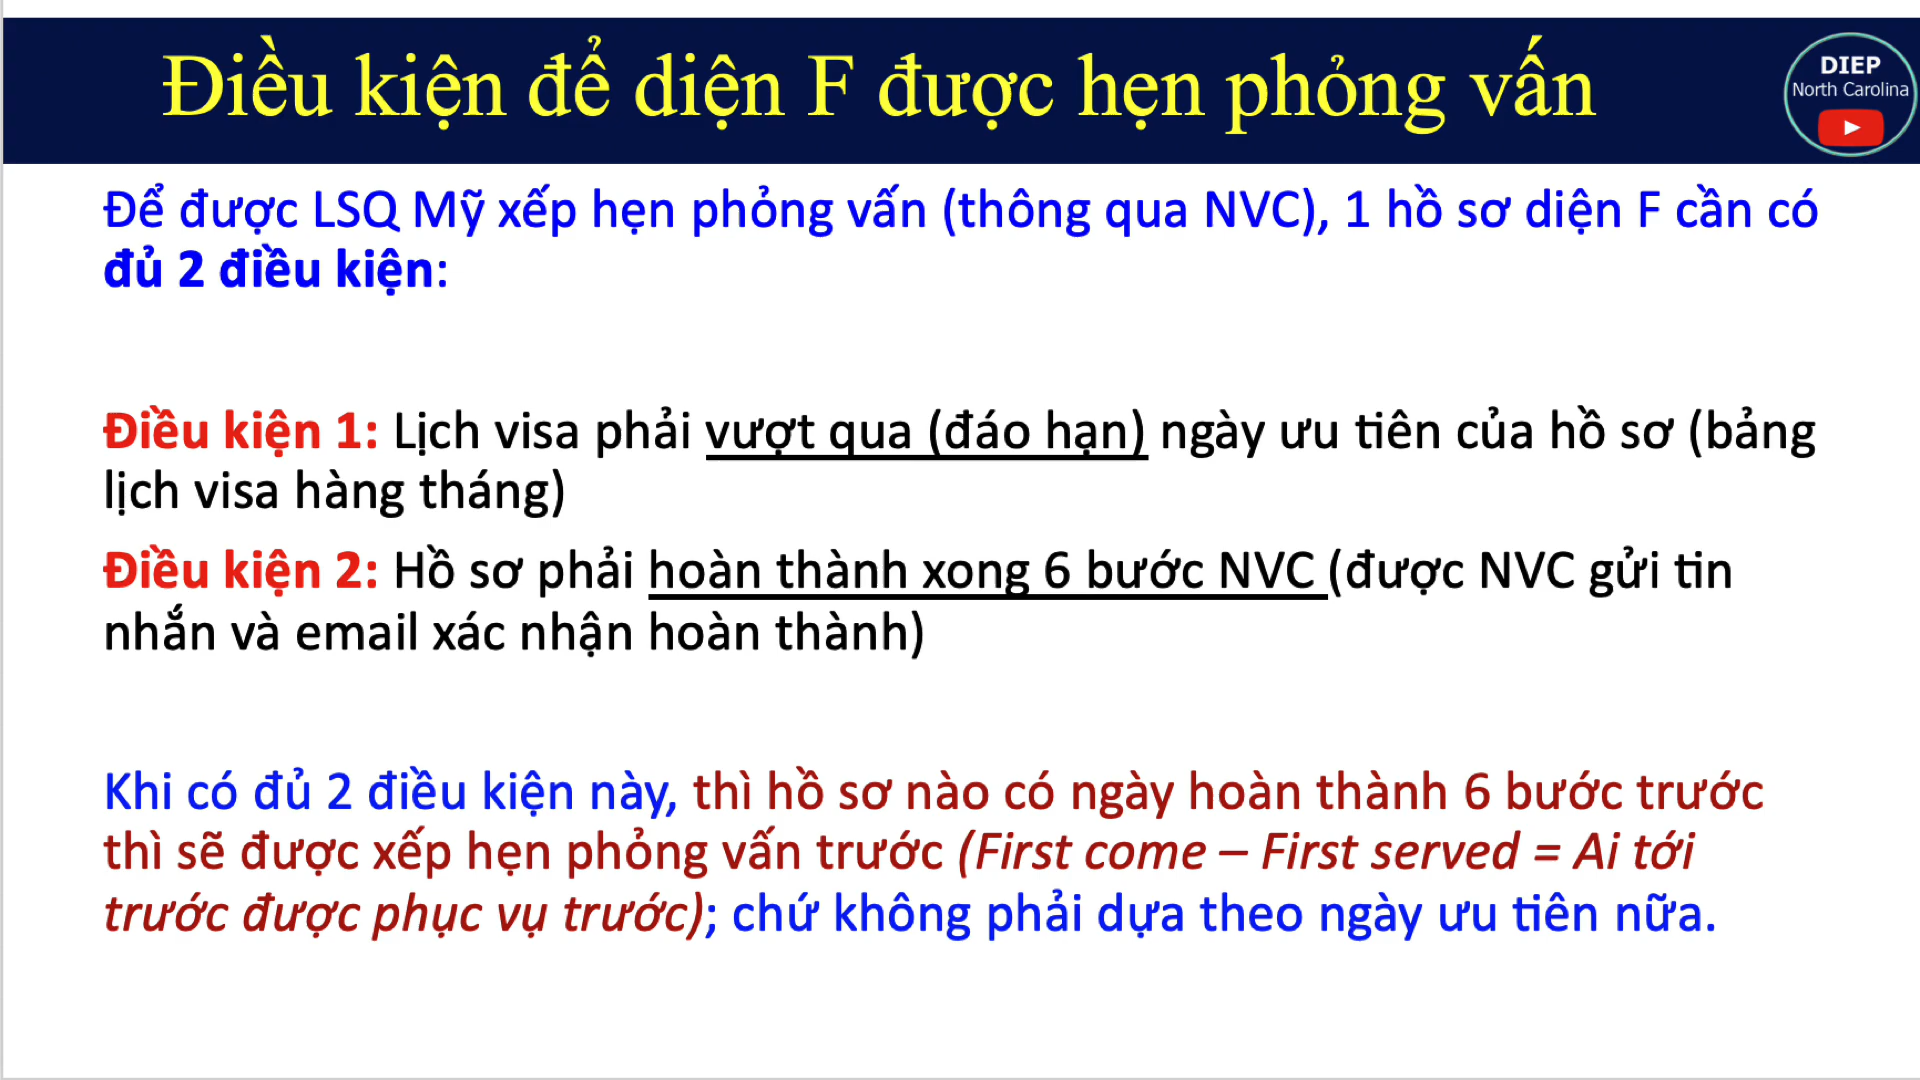 Điều kiện để diện F được hẹn phỏng vấn
DIEP
North Carolina
Để được LSQ Mỹ xếp hẹn phỏng vấn (thông qua NVC), 1 hồ sơ diện F cần có
đủ 2 điều kiện:
Điều kiện 1: Lịch visa phải vượt qua (đáo hạn) ngày ưu tiên của hồ sơ (bảng
lịch visa hàng tháng)
Điều kiện 2: Hồ sơ phải hoàn thành xong 6 bước NVC (được NVC gửi tin
nhắn và email xác nhận hoàn thành)
Khi có đủ 2 điều kiện này, thì hồ sơ nào có ngày hoàn thành 6 bước trước
thì sẽ được xếp hẹn phỏng vấn trước (First come – First served = Ai tới
trước được phục vụ trước); chứ không phải dựa theo ngày ưu tiên nữa.